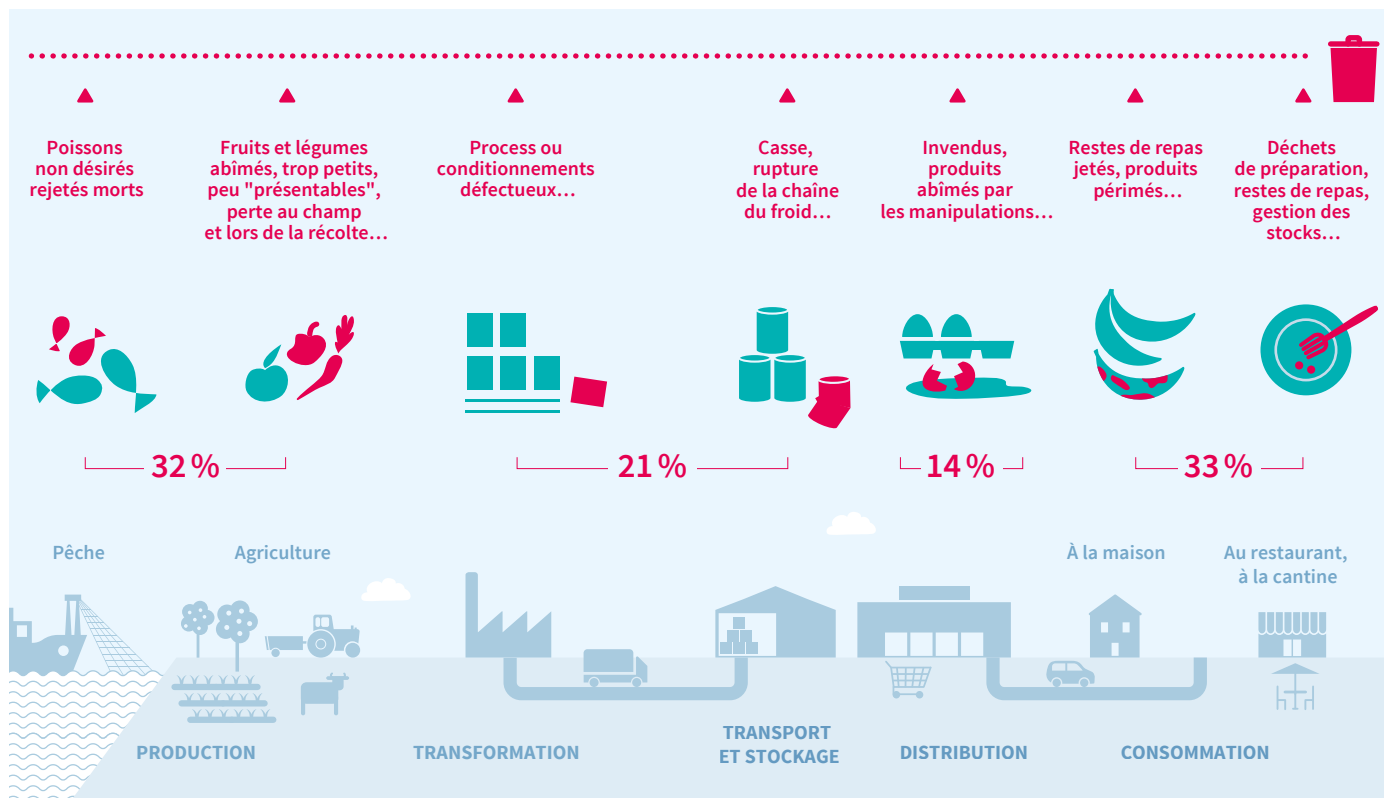 Poissons
non désirés
rejetés morts
Fruits et légumes
abîmés, trop petits,
peu "présentables",
perte au champ
et lors de la récolte…
Process ou
conditionnements
défectueux…
Casse,
rupture
de la chaîne
du froid…
Invendus,
produits
abîmés par
les manipulations…
Restes de repas
jetés, produits
périmés…
Déchets
de préparation,
restes de repas,
gestion des
stocks…
32 %
21 %
14 %
33 %
Pêche
Agriculture
À la maison
Au restaurant,
à la cantine
PRODUCTION
TRANSFORMATION
TRANSPORT
ET STOCKAGE
DISTRIBUTION
CONSOMMATION